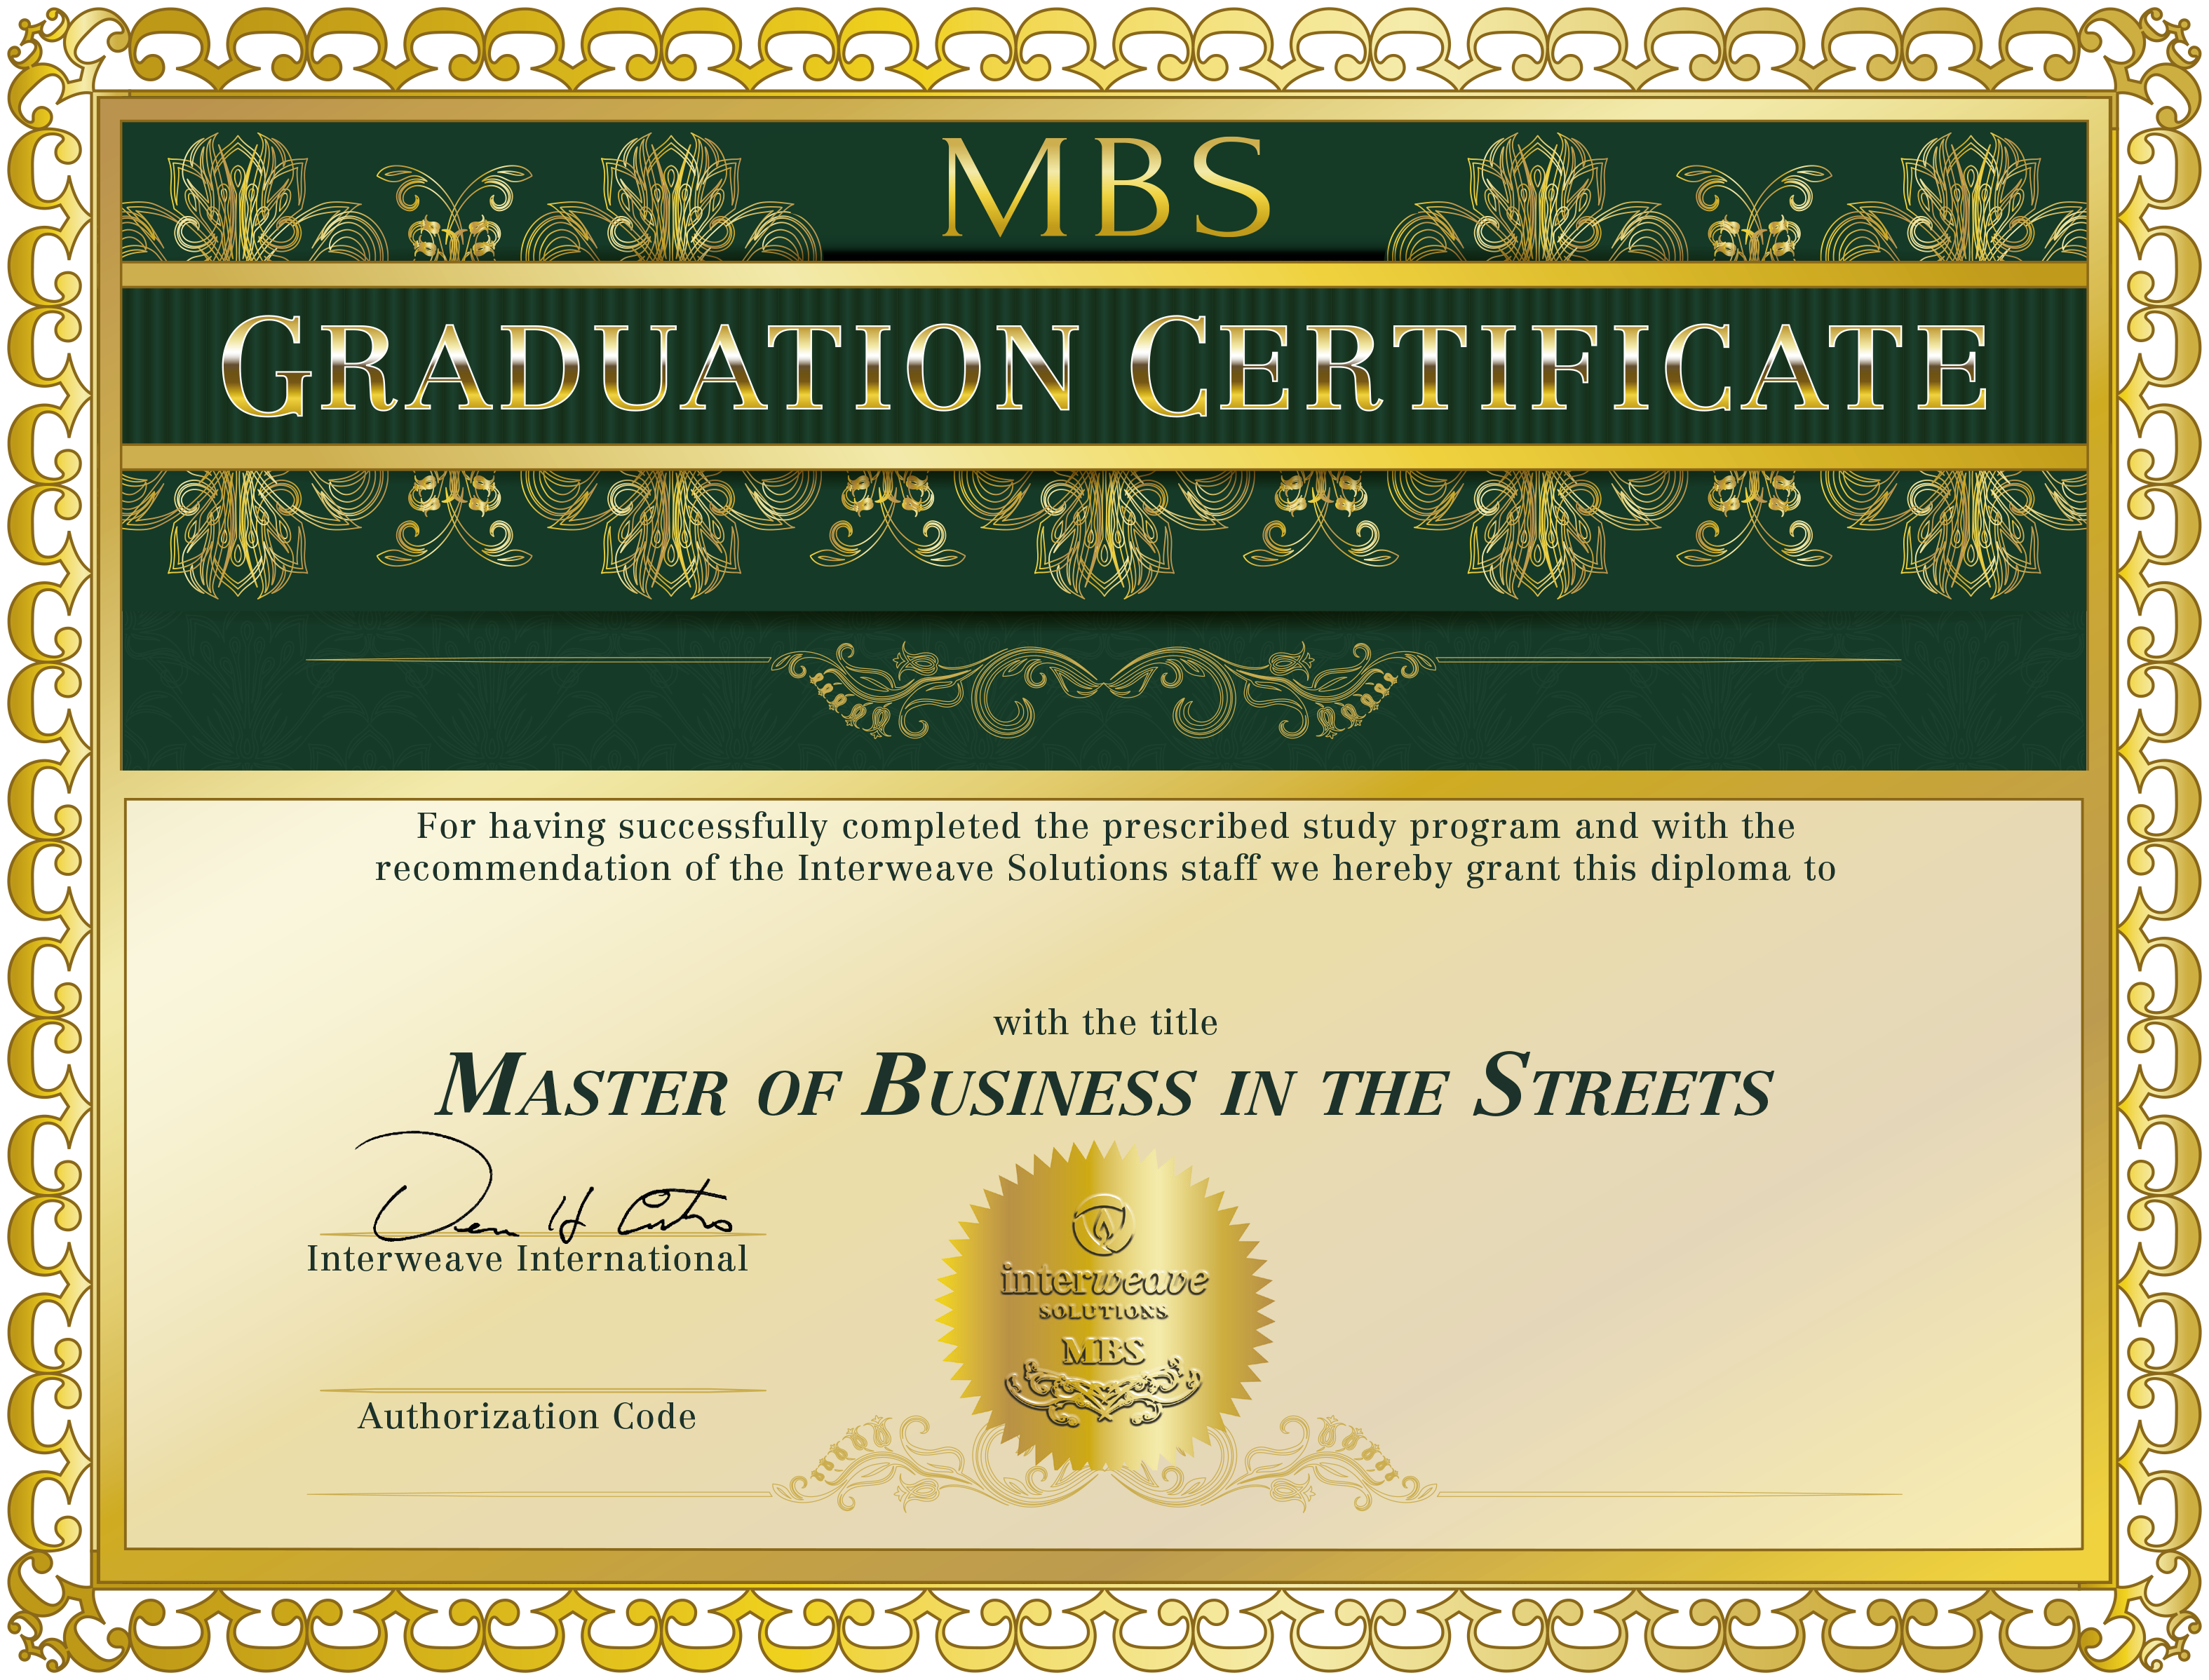 MBS
GRADUATION CERTIFICATE
For having successfully completed the prescribed study program and with the
recommendation of the Interweave Solutions staff we hereby grant this diploma to
with the title
MASTER OF BUSINESS IN THE STREETS
Interweave International
Authorization Code
interweave
SOLUTIONS
MBS